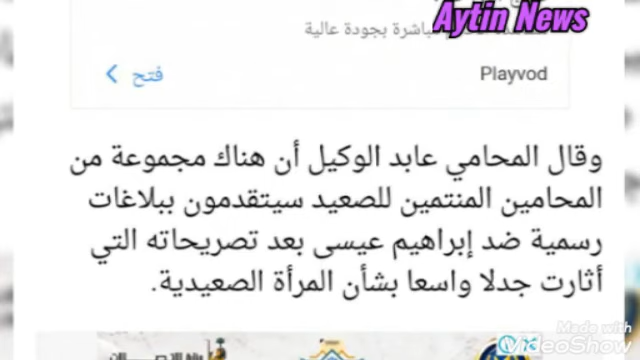 Aytin News
مباشرة بجودة عالية
Playvod
فتح
وقال المحامي عابد الوكيل أن هناك مجموعة من
المحامين المنتمين للصعيد سيتقدمون ببلاغات
رسمية ضد إبراهيم عيسى بعد تصريحاته التي
أثارت جدلا واسعا بشأن المرأة الصعيدية.
Made with
VideoShow